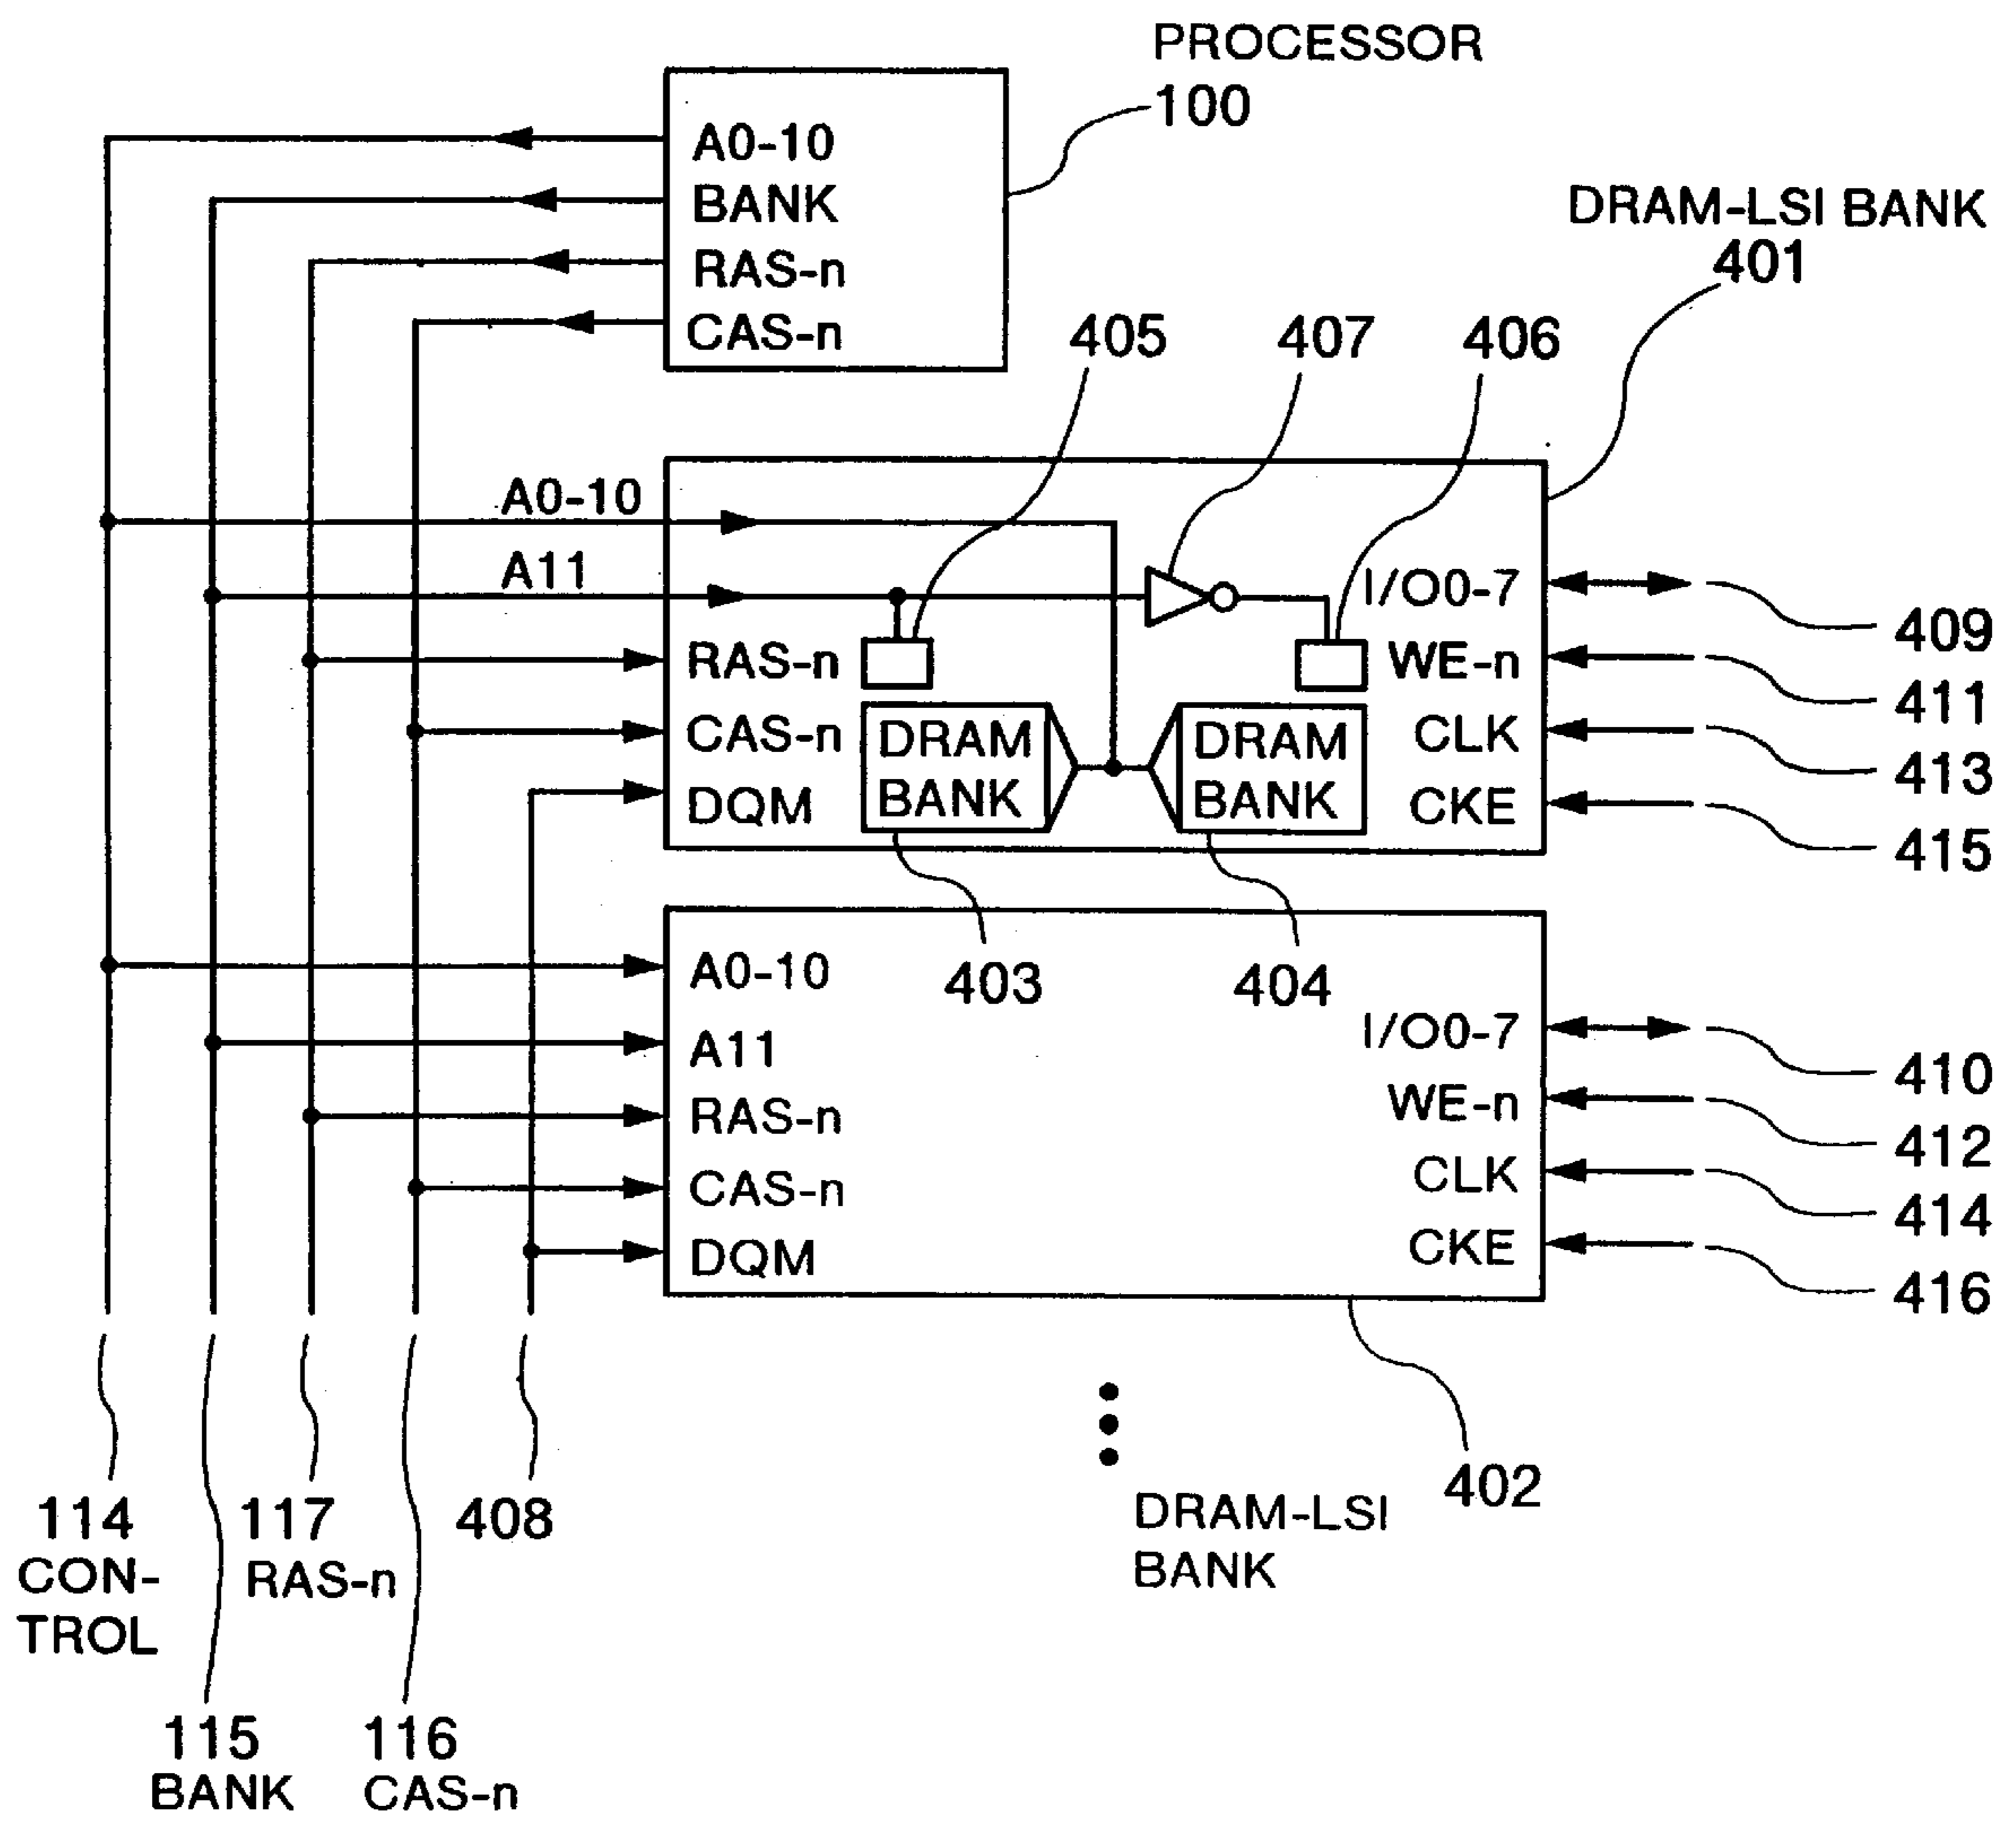 PROCESSOR
100
A0-10
BANK
RAS-n
CAS-n
DRAM-LSI BANK
401
405
407
406
A0-10
A11
RAS-n
CAS-n
DQM
DRAM
BANK
DRAM
BANK
I/O0-7
WE-n
CLK
CKE
409
411
413
415
403
404
A0-10
A11
RAS-n
CAS-n
DQM
I/O0-7
WE-n
CLK
CKE
410
412
414
416
402
DRAM-LSI
BANK
114
CON-
TROL
117
RAS-n
408
115
BANK
116
CAS-n